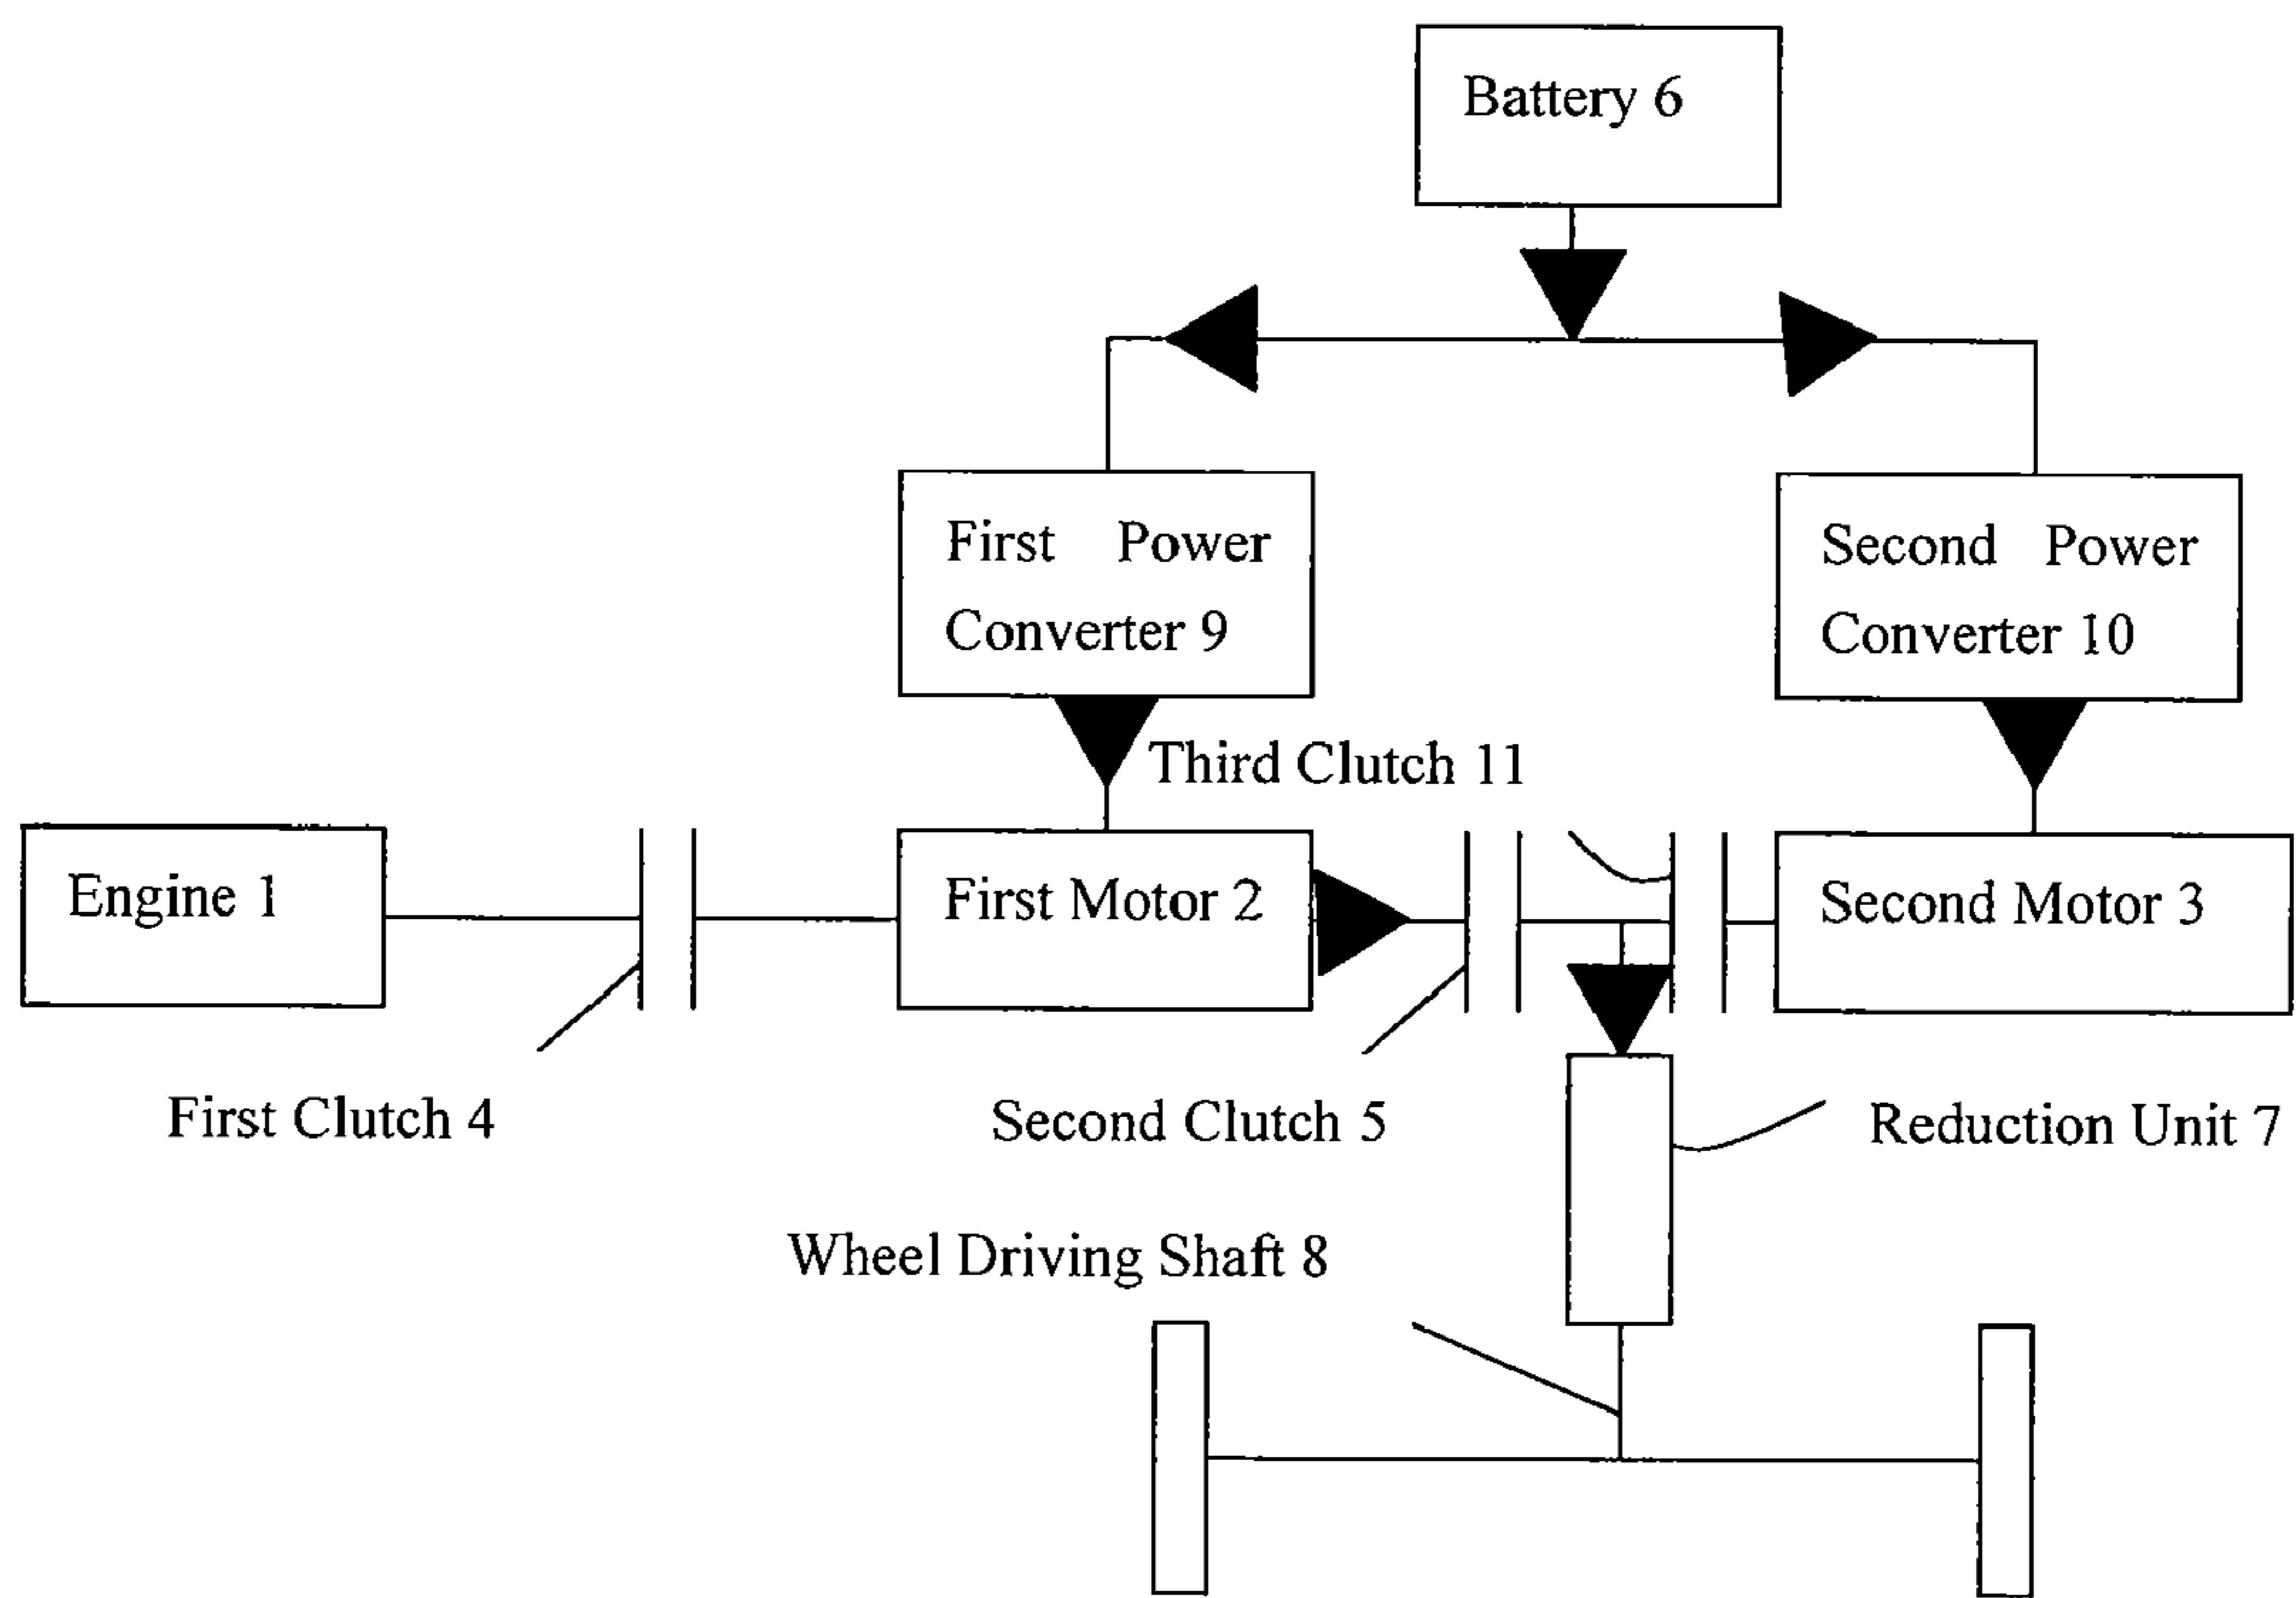 Battery 6
First Power
Converter 9
Second Power
Converter 10
Third Clutch 11
Engine 1
First Motor 2
Second Motor 3
First Clutch 4
Second Clutch 5
Reduction Unit 7
Wheel Driving Shaft 8